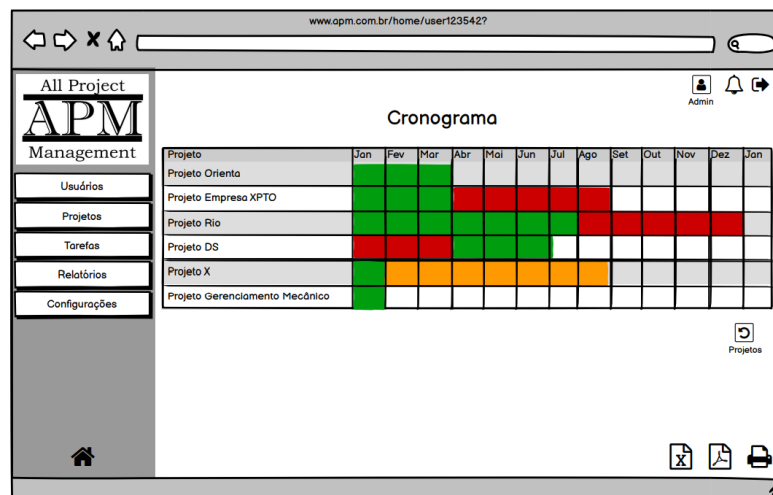 www.apm.com.br/home/user123542?
All Project
APM
Management
Admin
Cronograma
Usuários
Projetos
Tarefas
Relatórios
Configurações
Projeto Jan Fev Mar Abr Mai Jun Jul Ago Set Out Nov Dez Jan
Projeto Orienta
Projeto Empresa XPTO
Projeto Rio
Projeto DS
Projeto X
Projeto Gerenciamento Mecânico
Projetos
X